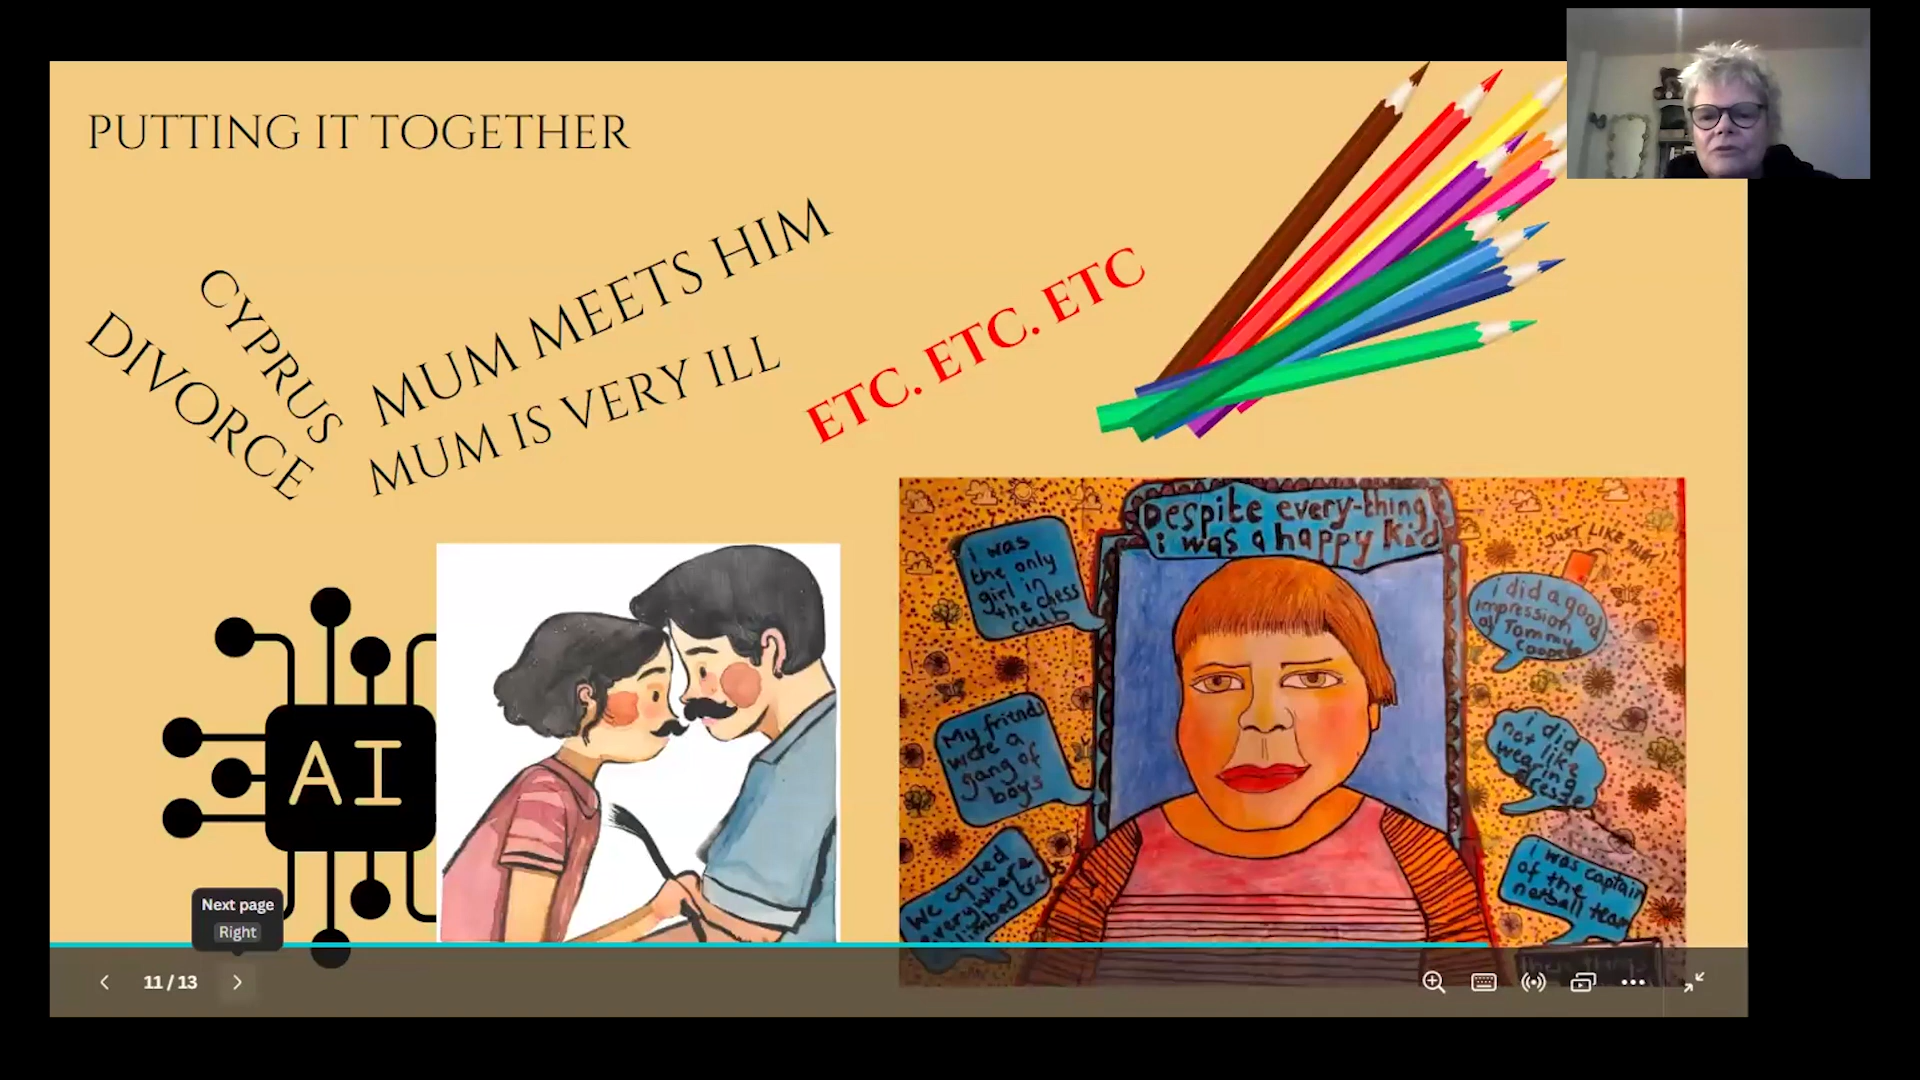 PUTTING IT TOGETHER
CYPRUS
DIVORCE
MUM MEETS HIM
MUM IS VERY ILL
ETC. ETC. ETC
AI
Despite every-thing
i was a happy Kid
i was
the only
girl in
the chess
culb
My friends
were a
gang of
boys
we cycled
everywhere
JUST LIKE THAT!
i did a good
impression
of Tommy
Cooper
i did
not like
wearing
dresses
i was captain
of the
netball team
Next page
Right
11 / 13